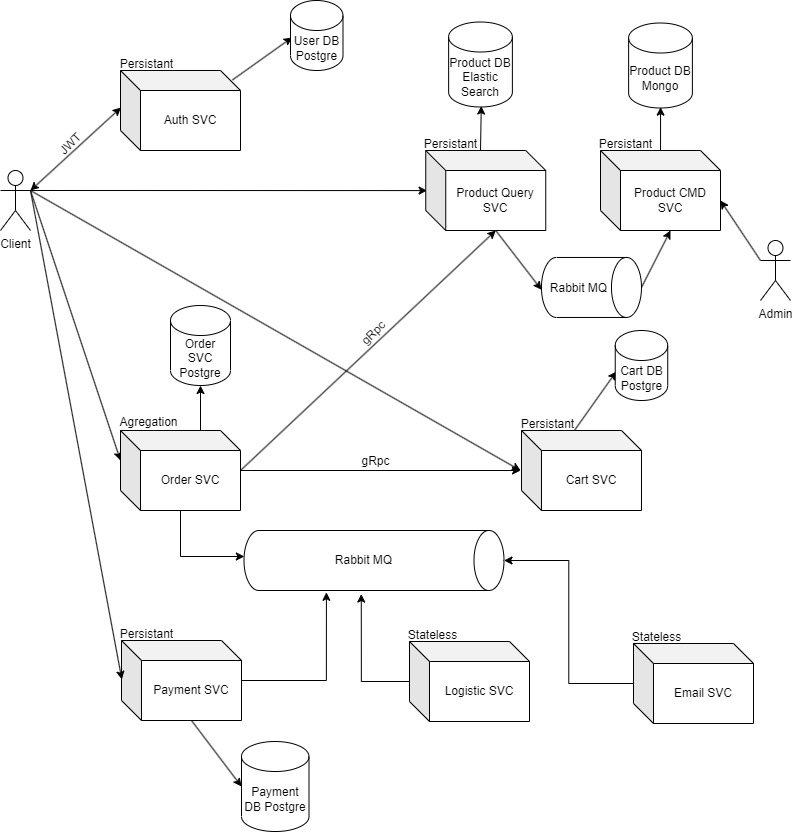 User DB
Postgre
Persistant
Auth SVC
JWT
Client
Product DB
Elastic
Search
Persistant
Product Query
SVC
Product DB
Mongo
Persistant
Product CMD
SVC
Rabbit MQ
Admin
gRpc
Order
SVC
Postgre
Agregation
Order SVC
gRpc
Cart DB
Postgre
Persistant
Cart SVC
Rabbit MQ
Persistant
Payment SVC
Stateless
Logistic SVC
Stateless
Email SVC
Payment
DB Postgre